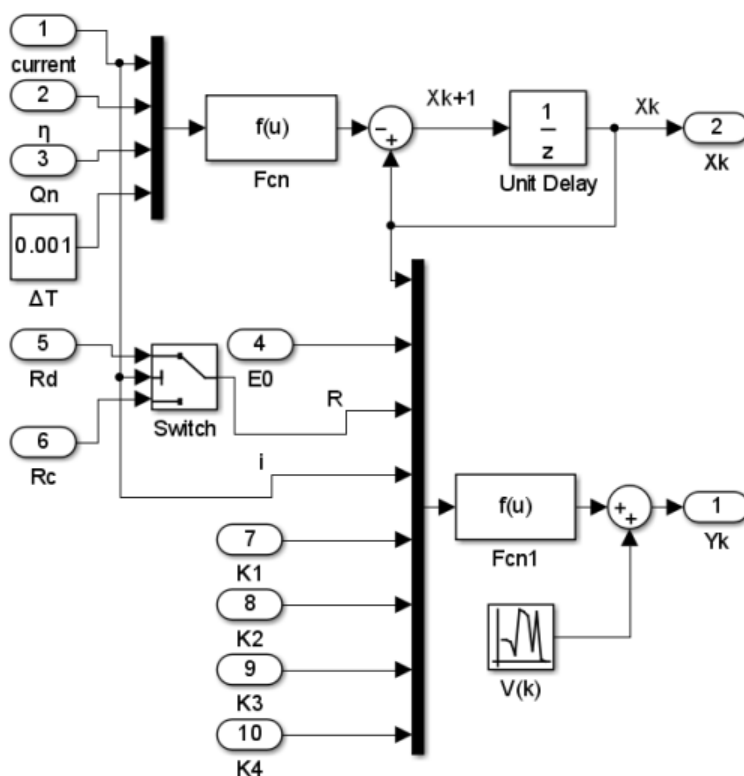 1
current
2
η
3
Qn
0.001
ΔT
f(u)
Fcn
−
+
Xk+1
1
z
Unit Delay
Xk
2
Xk
5
Rd
6
Rc
Switch
4
E0
R
i
7
K1
8
K2
9
K3
10
K4
f(u)
Fcn1
+
+
1
Yk
V(k)